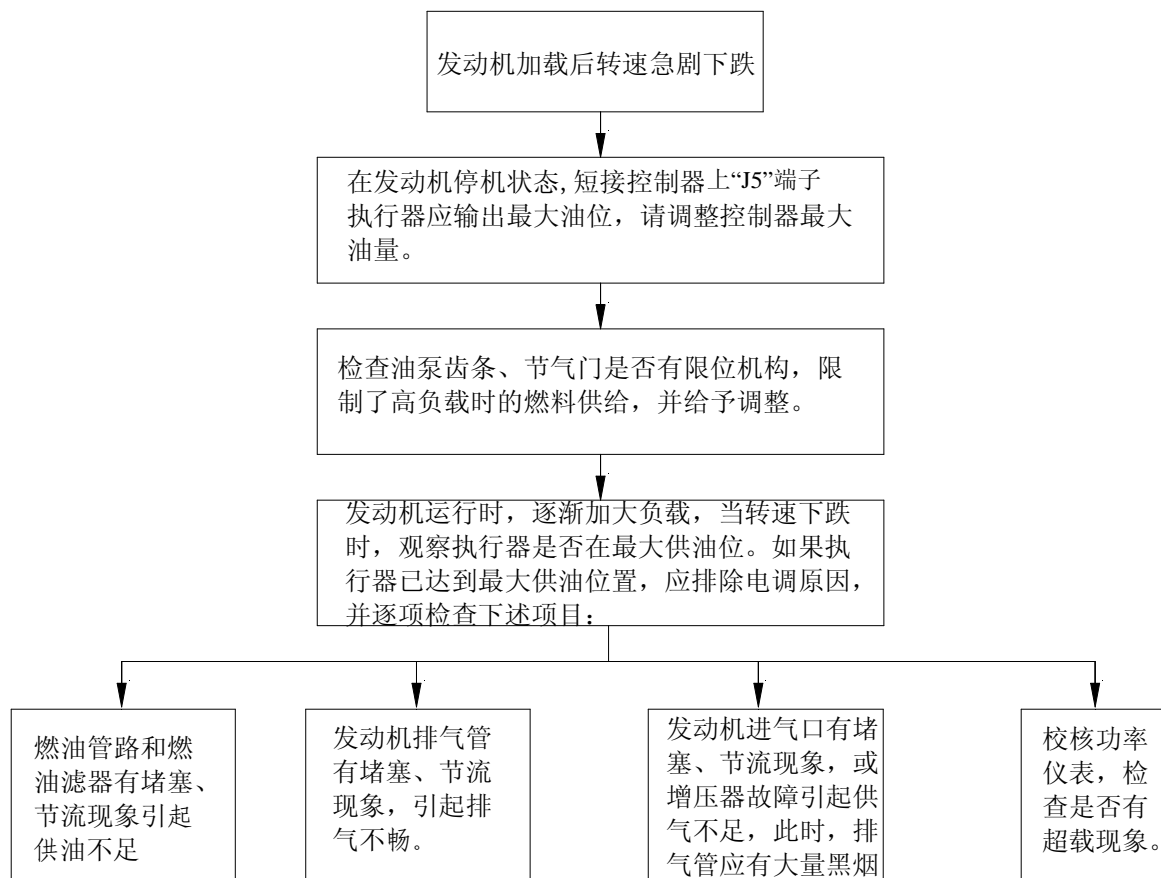 发动机加载后转速急剧下跌
在发动机停机状态,短接控制器上“J5”端子
执行器应输出最大油位，请调整控制器最大
油量。
检查油泵齿条、节气门是否有限位机构，限
制了高负载时的燃料供给，并给予调整。
发动机运行时，逐渐加大负载，当转速下跌
时，观察执行器是否在最大供油位。如果执
行器已达到最大供油位置，应排除电调原因，
并逐项检查下述项目：
燃油管路和燃
油滤器有堵塞、
节流现象引起
供油不足
发动机排气管
有堵塞、节流
现象，引起排
气不畅。
发动机进气口有堵
塞、节流现象，或
增压器故障引起供
气不足，此时，排
气管应有大量黑烟
校核功率
仪表，检
查是否有
超载现象。